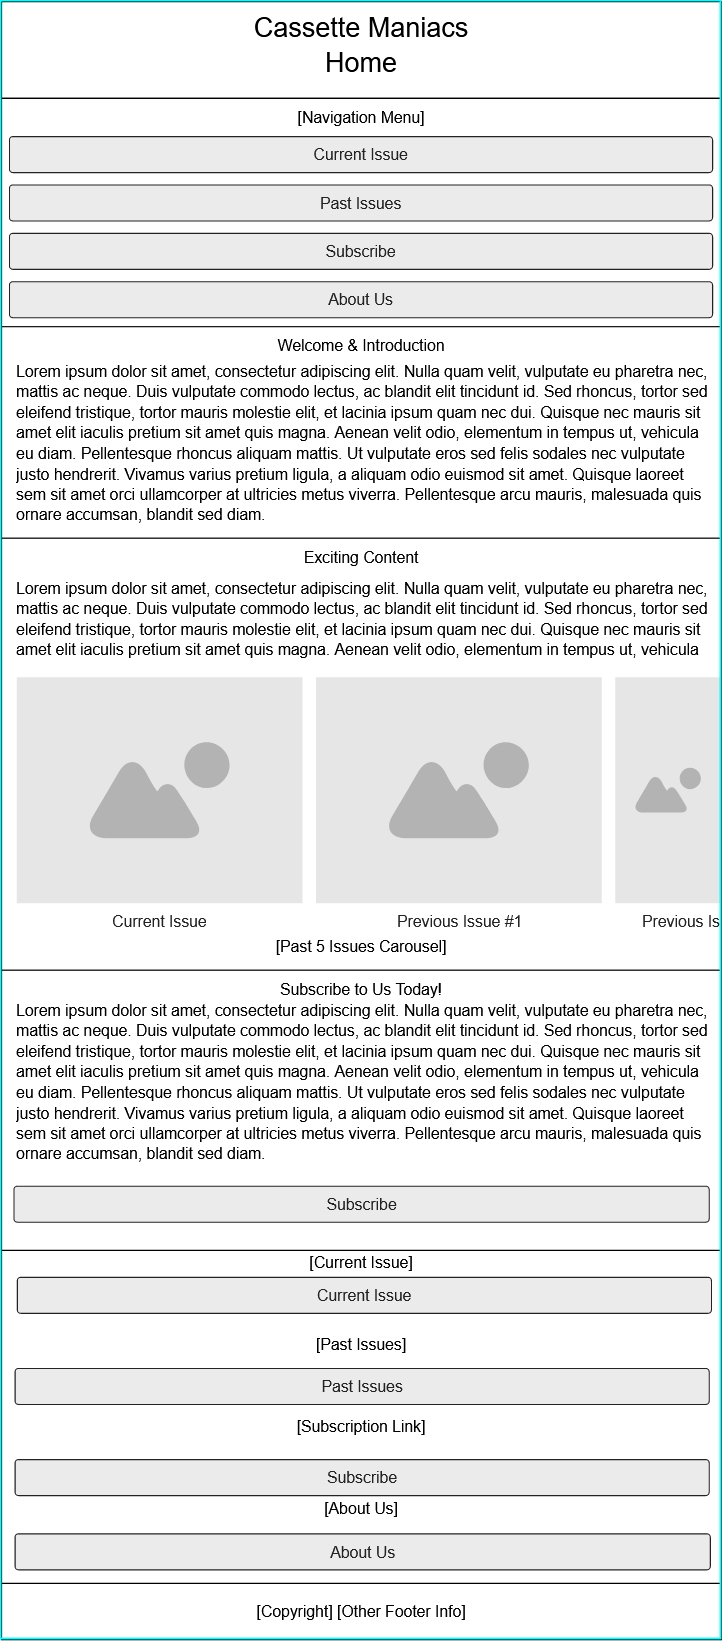 Cassette Maniacs
Home
[Navigation Menu]
Current Issue
Past Issues
Subscribe
About Us
Welcome & Introduction
Lorem ipsum dolor sit amet, consectetur adipiscing elit. Nulla quam velit, vulputate eu pharetra nec,
mattis ac neque. Duis vulputate commodo lectus, ac blandit elit tincidunt id. Sed rhoncus, tortor sed
eleifend tristique, tortor mauris molestie elit, et lacinia ipsum quam nec dui. Quisque nec mauris sit
amet elit iaculis pretium sit amet quis magna. Aenean velit odio, elementum in tempus ut, vehicula
eu diam. Pellentesque rhoncus aliquam mattis. Ut vulputate eros sed felis sodales nec vulputate
justo hendrerit. Vivamus varius pretium ligula, a aliquam odio euismod sit amet. Quisque laoreet
sem sit amet orci ullamcorper at ultricies metus viverra. Pellentesque arcu mauris, malesuada quis
ornare accumsan, blandit sed diam.
Exciting Content
Lorem ipsum dolor sit amet, consectetur adipiscing elit. Nulla quam velit, vulputate eu pharetra nec,
mattis ac neque. Duis vulputate commodo lectus, ac blandit elit tincidunt id. Sed rhoncus, tortor sed
eleifend tristique, tortor mauris molestie elit, et lacinia ipsum quam nec dui. Quisque nec mauris sit
amet elit iaculis pretium sit amet quis magna. Aenean velit odio, elementum in tempus ut, vehicula
Current Issue
Previous Issue #1
Previous Is
[Past 5 Issues Carousel]
Subscribe to Us Today!
Lorem ipsum dolor sit amet, consectetur adipiscing elit. Nulla quam velit, vulputate eu pharetra nec,
mattis ac neque. Duis vulputate commodo lectus, ac blandit elit tincidunt id. Sed rhoncus, tortor sed
eleifend tristique, tortor mauris molestie elit, et lacinia ipsum quam nec dui. Quisque nec mauris sit
amet elit iaculis pretium sit amet quis magna. Aenean velit odio, elementum in tempus ut, vehicula
eu diam. Pellentesque rhoncus aliquam mattis. Ut vulputate eros sed felis sodales nec vulputate
justo hendrerit. Vivamus varius pretium ligula, a aliquam odio euismod sit amet. Quisque laoreet
sem sit amet orci ullamcorper at ultricies metus viverra. Pellentesque arcu mauris, malesuada quis
ornare accumsan, blandit sed diam.
Subscribe
[Current Issue]
Current Issue
[Past Issues]
Past Issues
[Subscription Link]
Subscribe
[About Us]
About Us
[Copyright] [Other Footer Info]